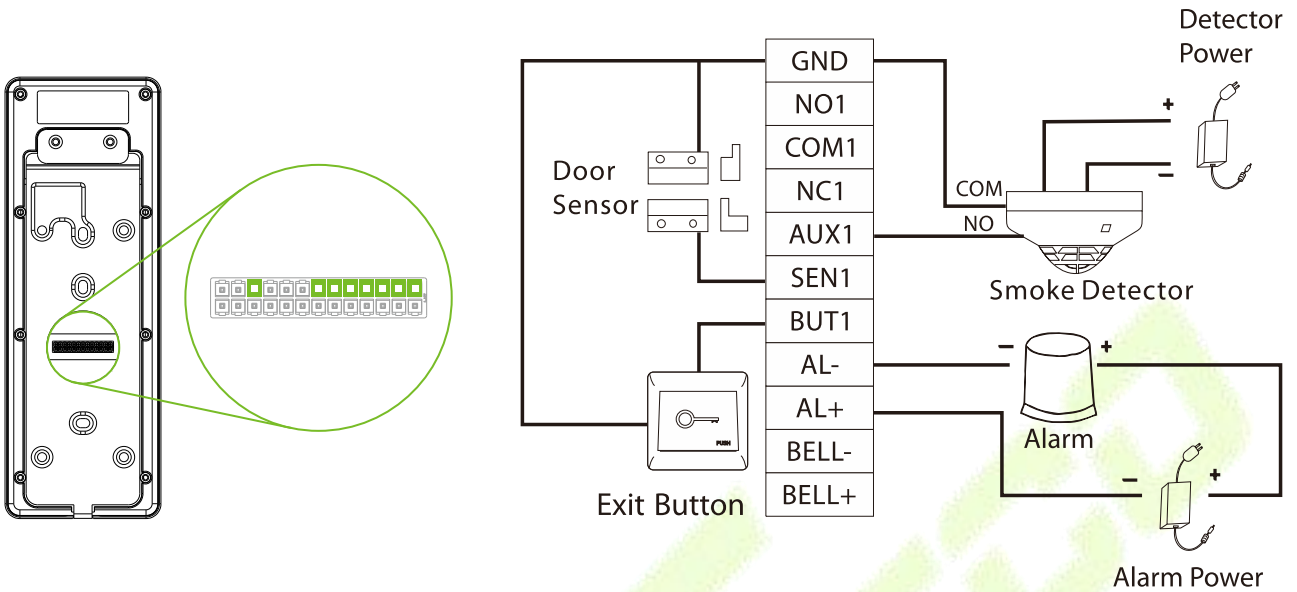 Detector
Power
GND
NO1
COM1
NC1
AUX1
SEN1
BUT1
AL-
AL+
BELL-
BELL+
Door
Sensor
COM
NO
+
−
Smoke Detector
− +
Alarm
PUSH
Exit Button
− +
Alarm Power